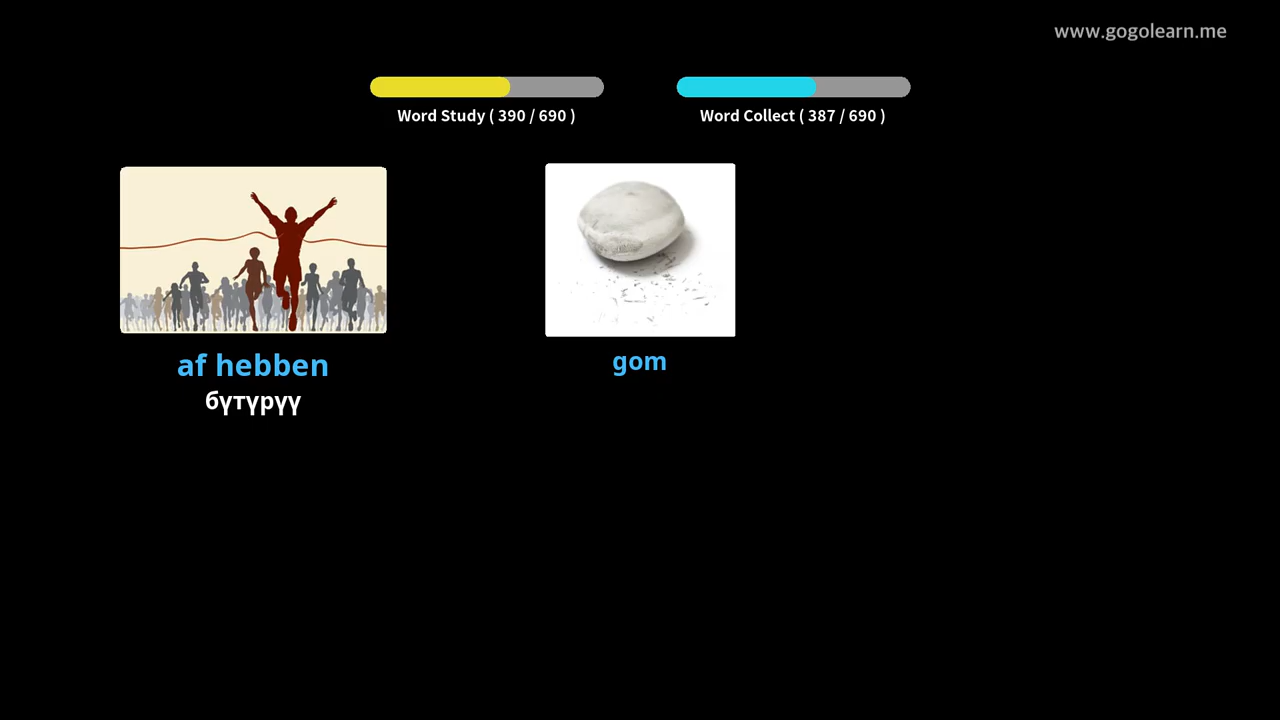 www.gogolearn.me
Word Study ( 390 / 690 )
Word Collect ( 387 / 690 )
af hebben
бүтүрүү
gom